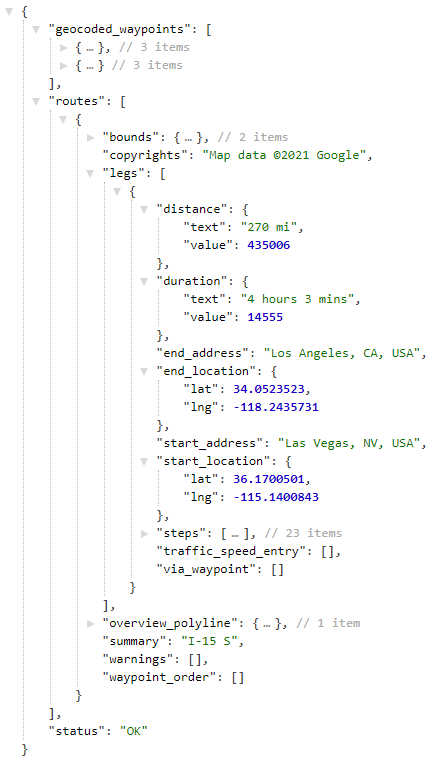 {
"geocoded_waypoints": [
{ … }, // 3 items
{ … } // 3 items
],
"routes": [
{
"bounds": { … }, // 2 items
"copyrights": "Map data ©2021 Google",
"legs": [
{
"distance": {
"text": "270 mi",
"value": 435006
},
"duration": {
"text": "4 hours 3 mins",
"value": 14555
},
"end_address": "Los Angeles, CA, USA",
"end_location": {
"lat": 34.0523523,
"lng": -118.2435731
},
"start_address": "Las Vegas, NV, USA",
"start_location": {
"lat": 36.1700501,
"lng": -115.1400843
},
"steps": [ … ], // 23 items
"traffic_speed_entry": [],
"via_waypoint": []
}
],
"overview_polyline": { … }, // 1 item
"summary": "I-15 S",
"warnings": [],
"waypoint_order": []
}
],
"status": "OK"
}